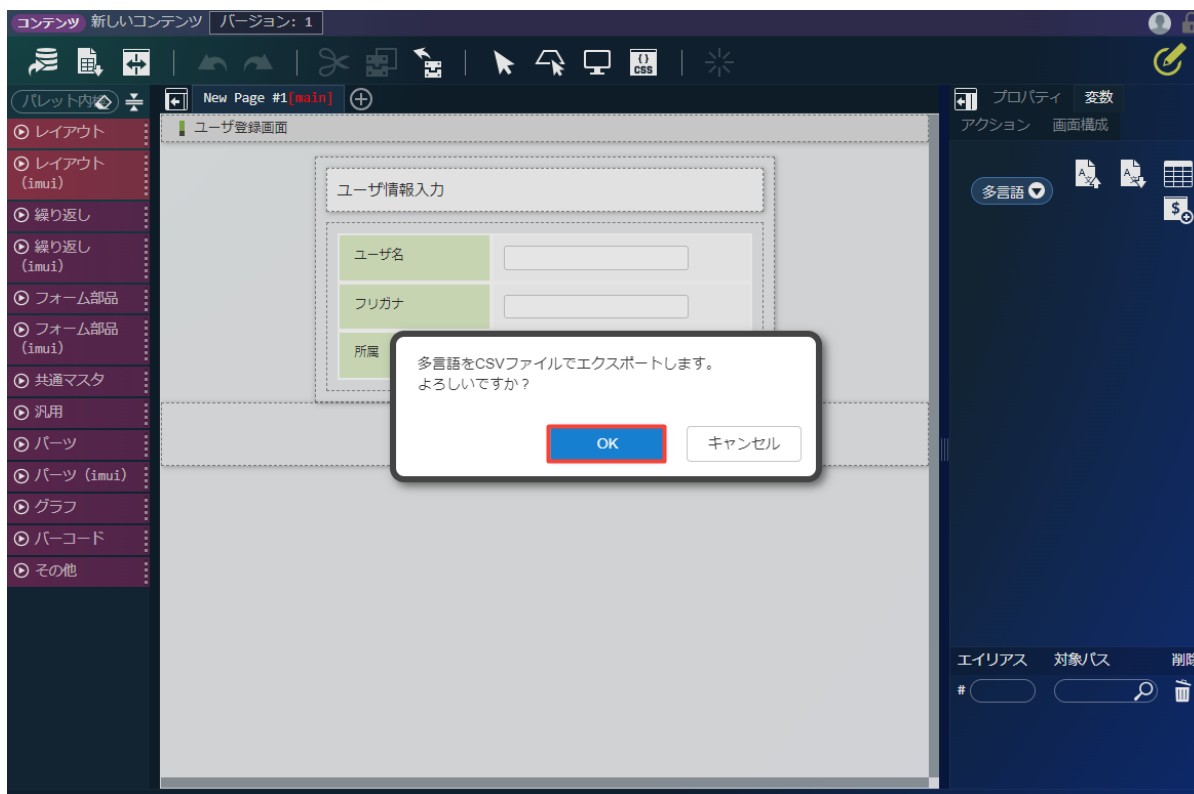 コンテンツ 新しいコンテンツ バージョン: 1
{} CSS
パレット内
New Page #1[main]
プロパティ 変数
アクション 画面構成
レイアウト
レイアウト
(imui)
繰り返し
繰り返し
(imui)
フォーム部品
フォーム部品
(imui)
共通マスタ
汎用
パーツ
パーツ (imui)
グラフ
バーコード
その他
ユーザ登録画面
ユーザ情報入力
ユーザ名
フリガナ
所属
多言語をCSVファイルでエクスポートします。
よろしいですか？
OK キャンセル
多言語
エイリアス 対象パス 削除
#